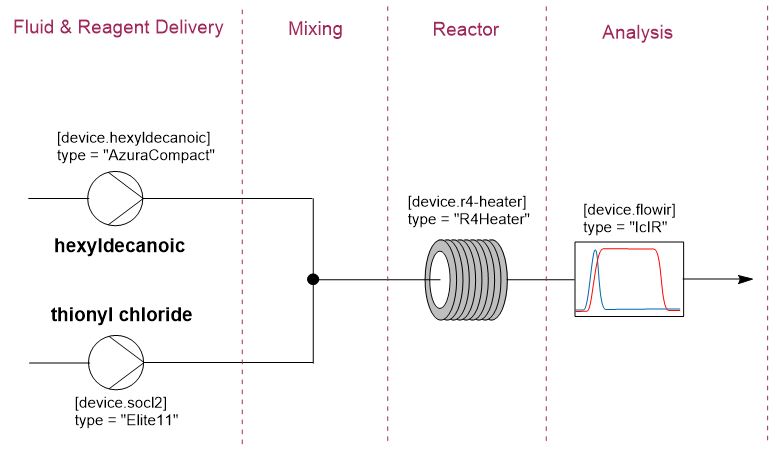 Fluid & Reagent Delivery
Mixing
Reactor
Analysis
[device.hexyldecanoic]
type = "AzuraCompact"
hexyldecanoic
thionyl chloride
[device.socl2]
type = "Elite11"
[device.r4-heater]
type = "R4Heater"
[device.flowir]
type = "IcIR"